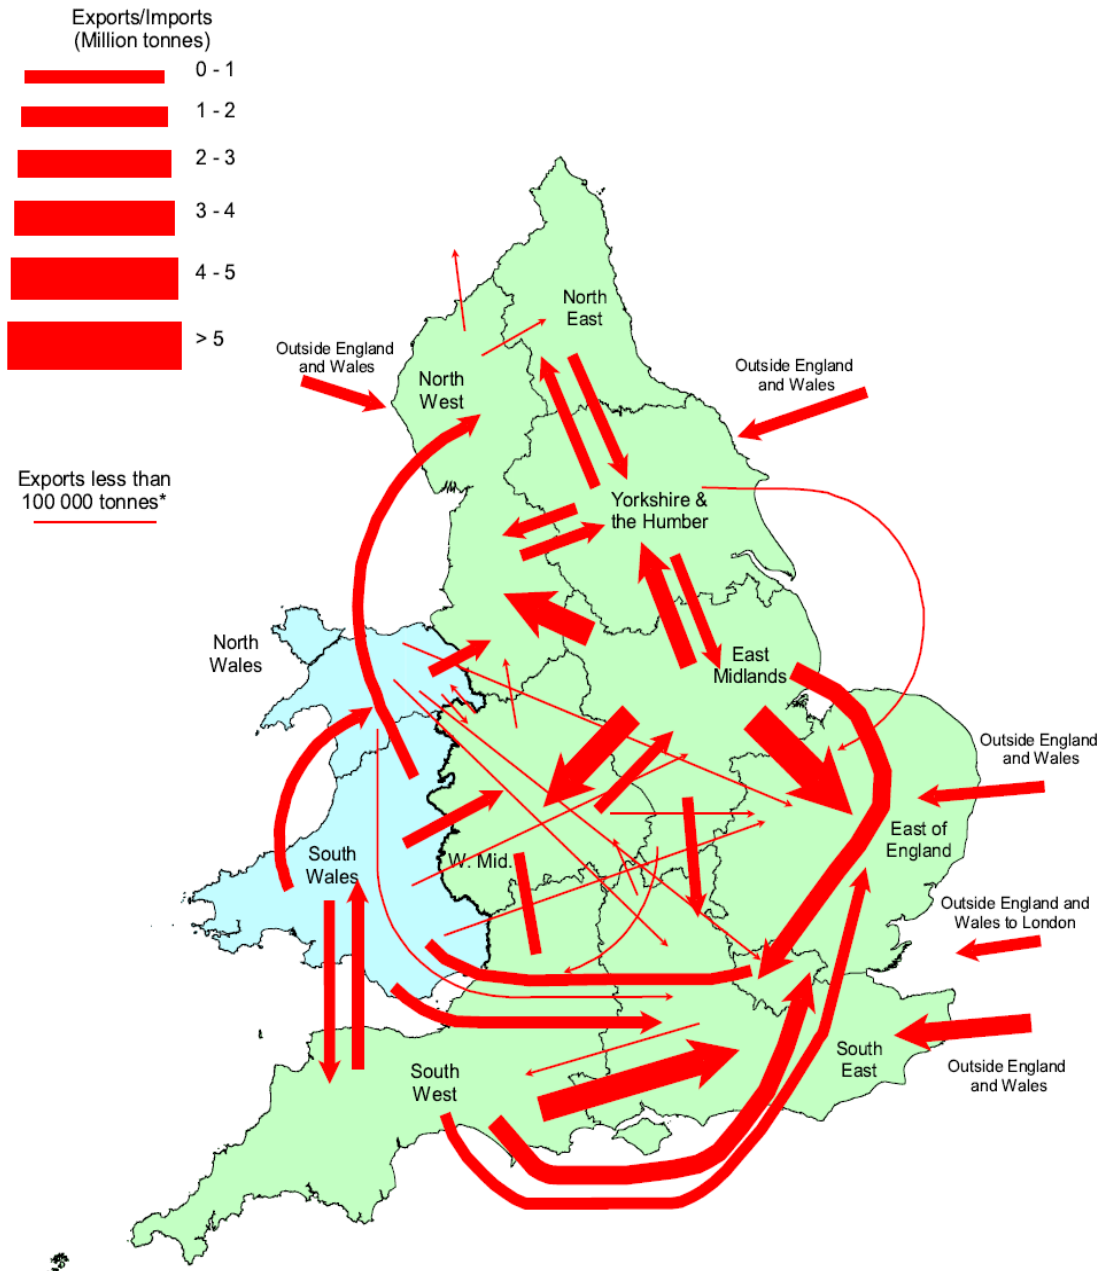 Exports/Imports
(Million tonnes)
0 - 1
1 - 2
2 - 3
3 - 4
4 - 5
> 5
Exports less than
100 000 tonnes*
North
East
Outside England
and Wales
North
West
Outside England
and Wales
Yorkshire &
the Humber
North
Wales
East
Midlands
Outside England
and Wales
East of
England
W. Mid.
South
Wales
Outside England and
Wales to London
South
West
South
East
Outside England
and Wales